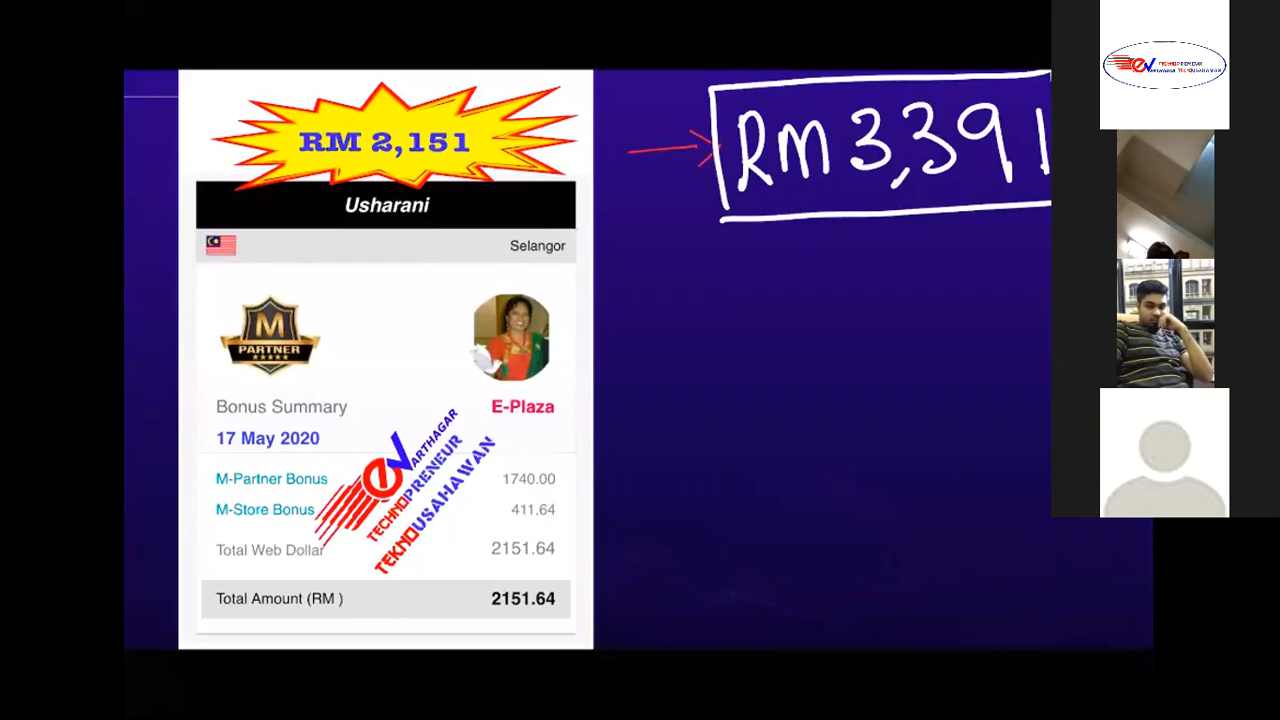 RM 2,151
Usharani
Selangor
M
PARTNER
Bonus Summary
E-Plaza
17 May 2020
M-Partner Bonus 1740.00
M-Store Bonus 411.64
Total Web Dollar 2151.64
Total Amount (RM ) 2151.64
eVARTHAGAR
TECHNOPRENEUR
TEKNOUSAHAWAN
RM 3,391